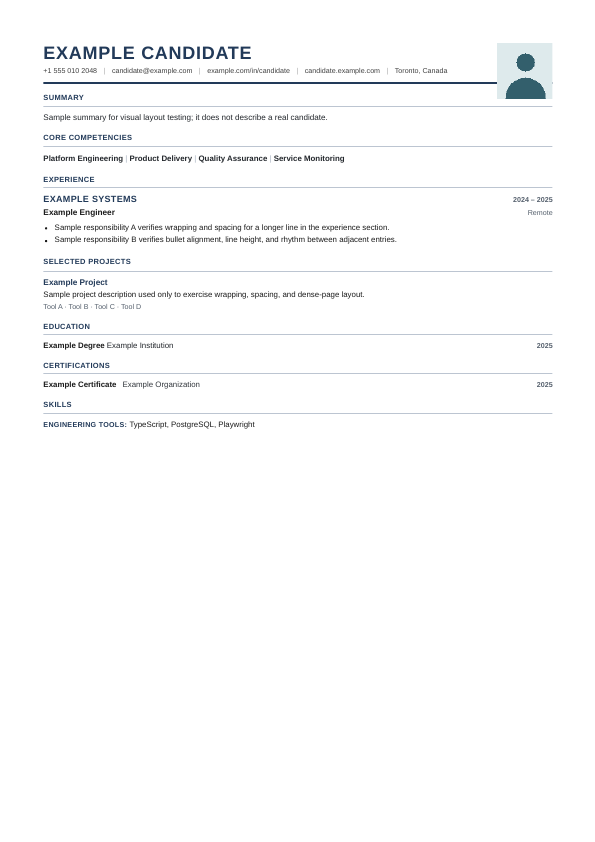 EXAMPLE CANDIDATE
+1 555 010 2048 | candidate@example.com | example.com/in/candidate | candidate.example.com | Toronto, Canada
SUMMARY
Sample summary for visual layout testing; it does not describe a real candidate.
CORE COMPETENCIES
Platform Engineering | Product Delivery | Quality Assurance | Service Monitoring
EXPERIENCE
EXAMPLE SYSTEMS 2024 – 2025
Example Engineer Remote
• Sample responsibility A verifies wrapping and spacing for a longer line in the experience section.
• Sample responsibility B verifies bullet alignment, line height, and rhythm between adjacent entries.
SELECTED PROJECTS
Example Project
Sample project description used only to exercise wrapping, spacing, and dense-page layout.
Tool A · Tool B · Tool C · Tool D
EDUCATION
Example Degree Example Institution 2025
CERTIFICATIONS
Example Certificate Example Organization 2025
SKILLS
ENGINEERING TOOLS: TypeScript, PostgreSQL, Playwright